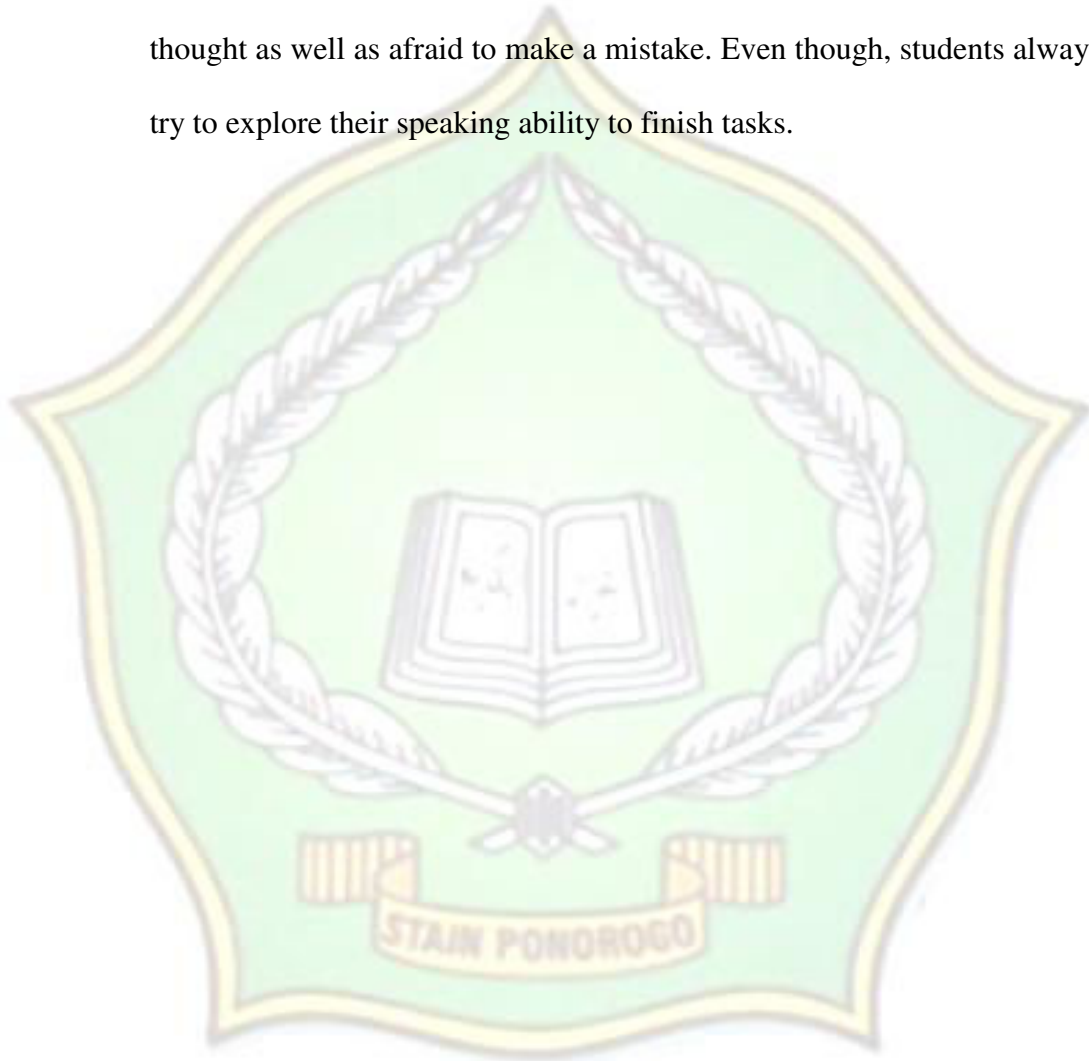 thought as well as afraid to make a mistake. Even though, students alway
try to explore their speaking ability to finish tasks.
STAIN PONOROGO